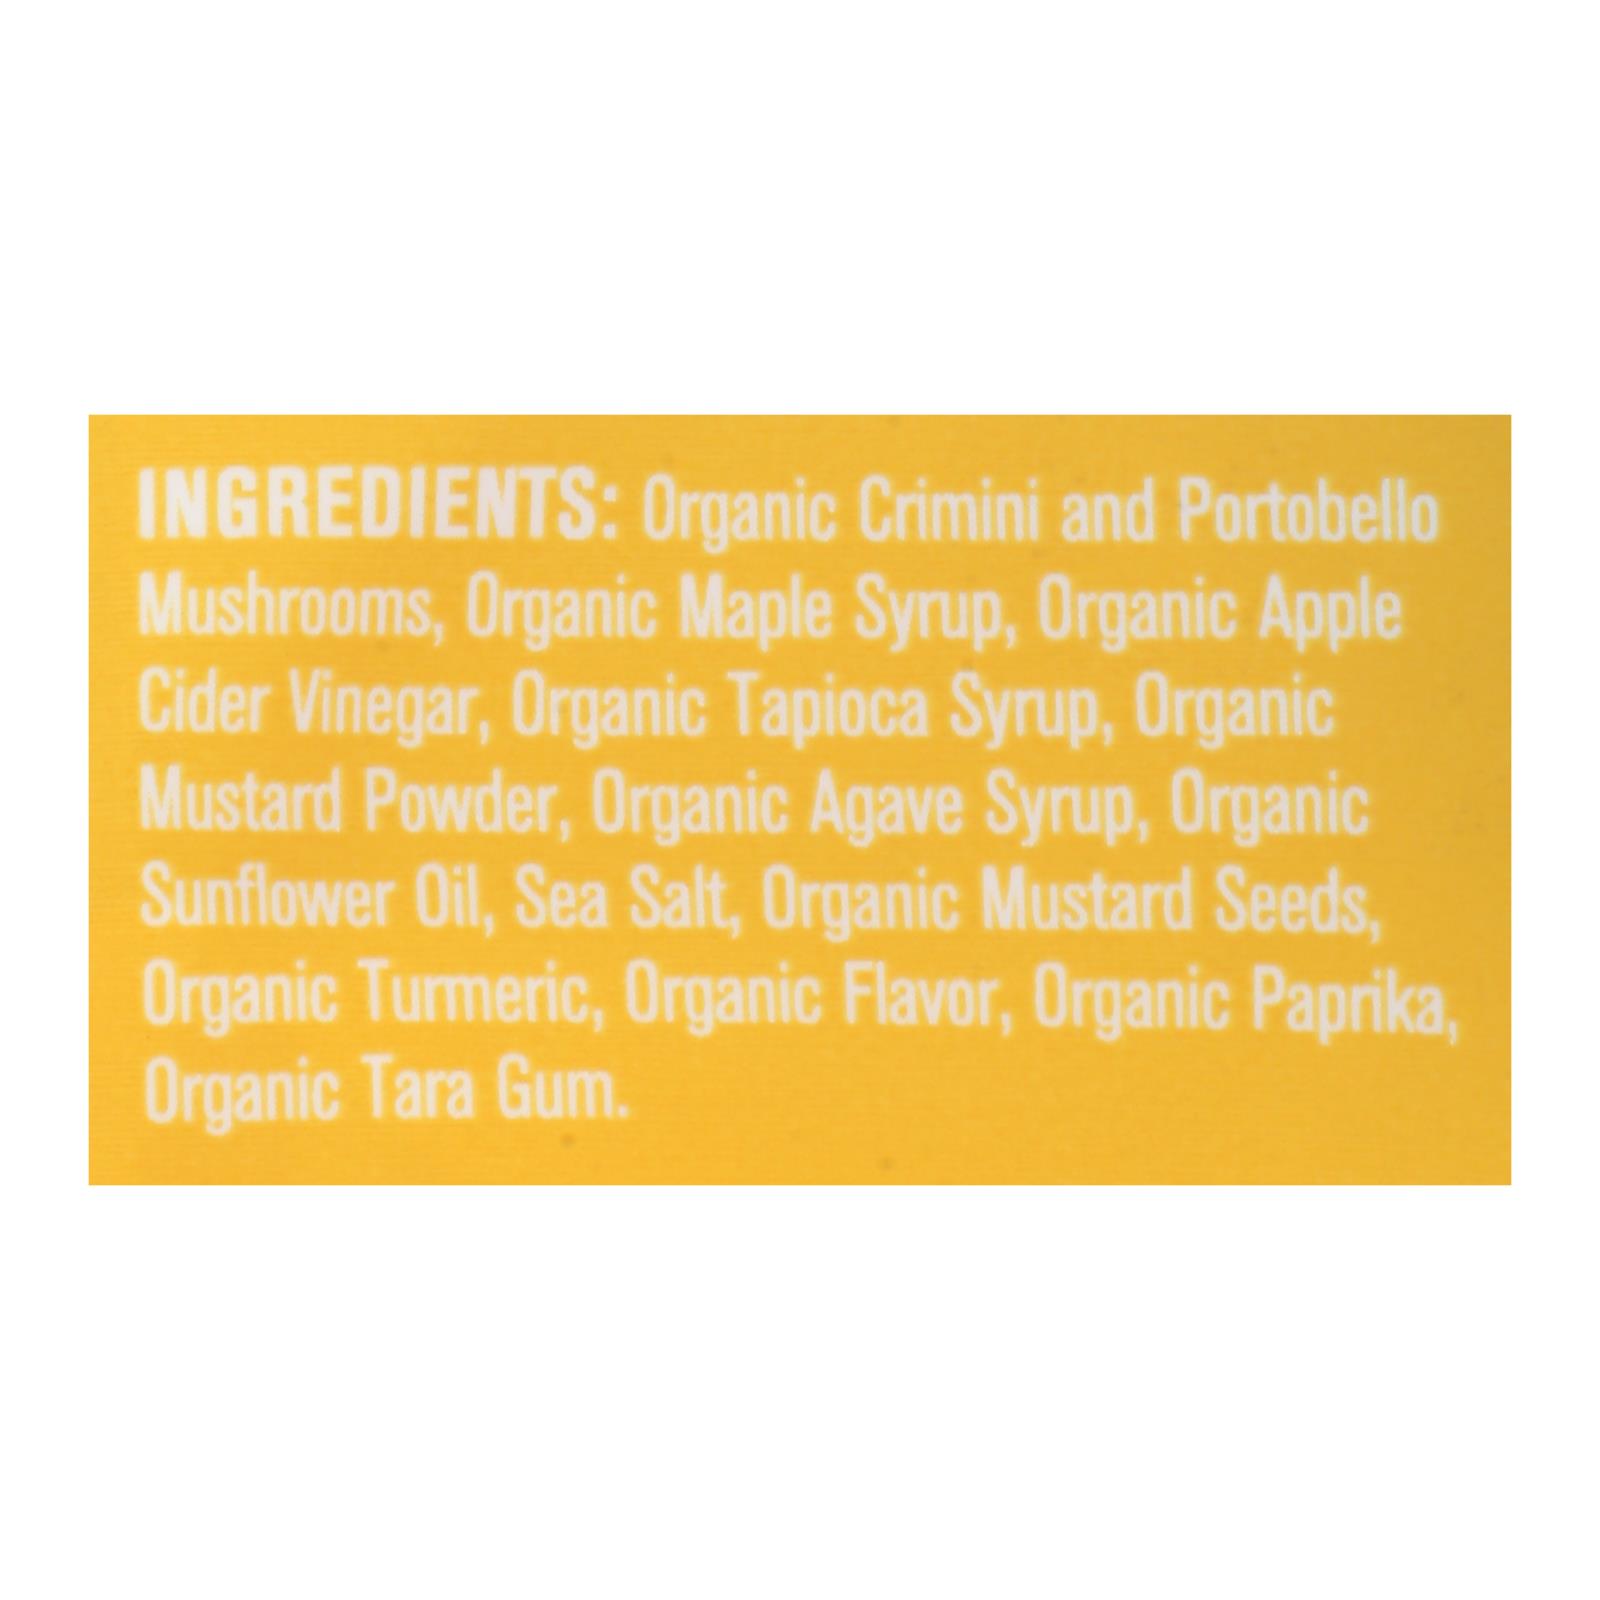 INGREDIENTS: Organic Crimini and Portobello
Mushrooms, Organic Maple Syrup, Organic Apple
Cider Vinegar, Organic Tapioca Syrup, Organic
Mustard Powder, Organic Agave Syrup, Organic
Sunflower Oil, Sea Salt, Organic Mustard Seeds,
Organic Turmeric, Organic Flavor, Organic Paprika,
Organic Tara Gum.